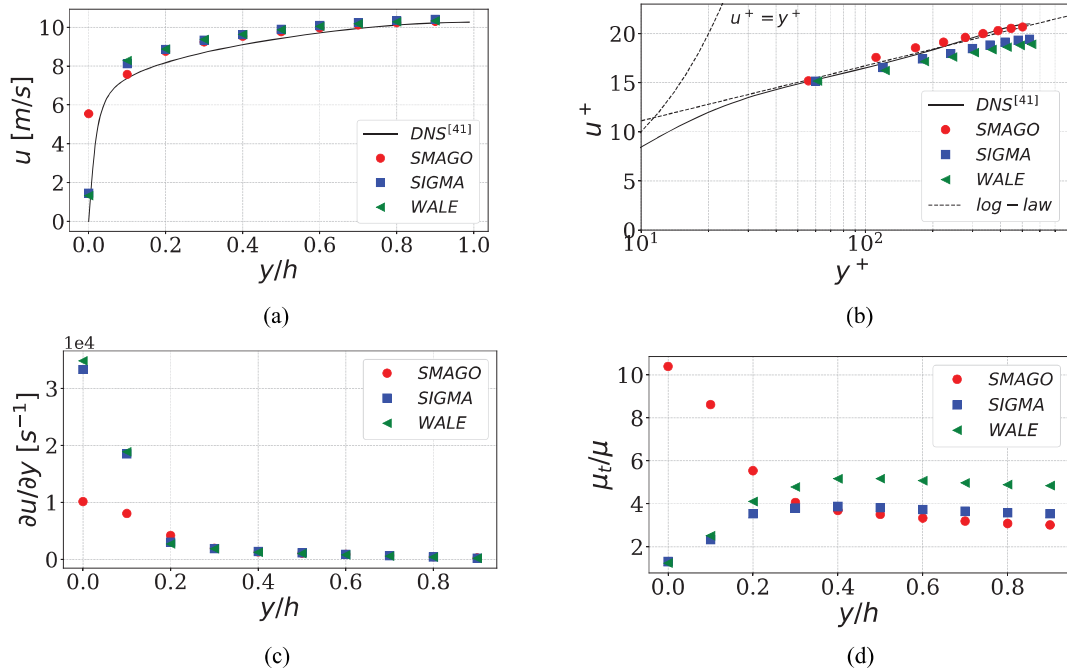 10
8
6
4
2
0
u [m/s]
DNS[41]
SMAGO
SIGMA
WALE
0.0 0.2 0.4 0.6 0.8 1.0
y/h
(a)
u+ = y+
20
15
10
5
0
u+
DNS[41]
SMAGO
SIGMA
WALE
log − law
10^1 10^2
y+
(b)
1e4
3
2
1
0
∂u/∂y [s−1]
SMAGO
SIGMA
WALE
0.0 0.2 0.4 0.6 0.8
y/h
(c)
10
8
6
4
2
μt/μ
SMAGO
SIGMA
WALE
0.0 0.2 0.4 0.6 0.8
y/h
(d)